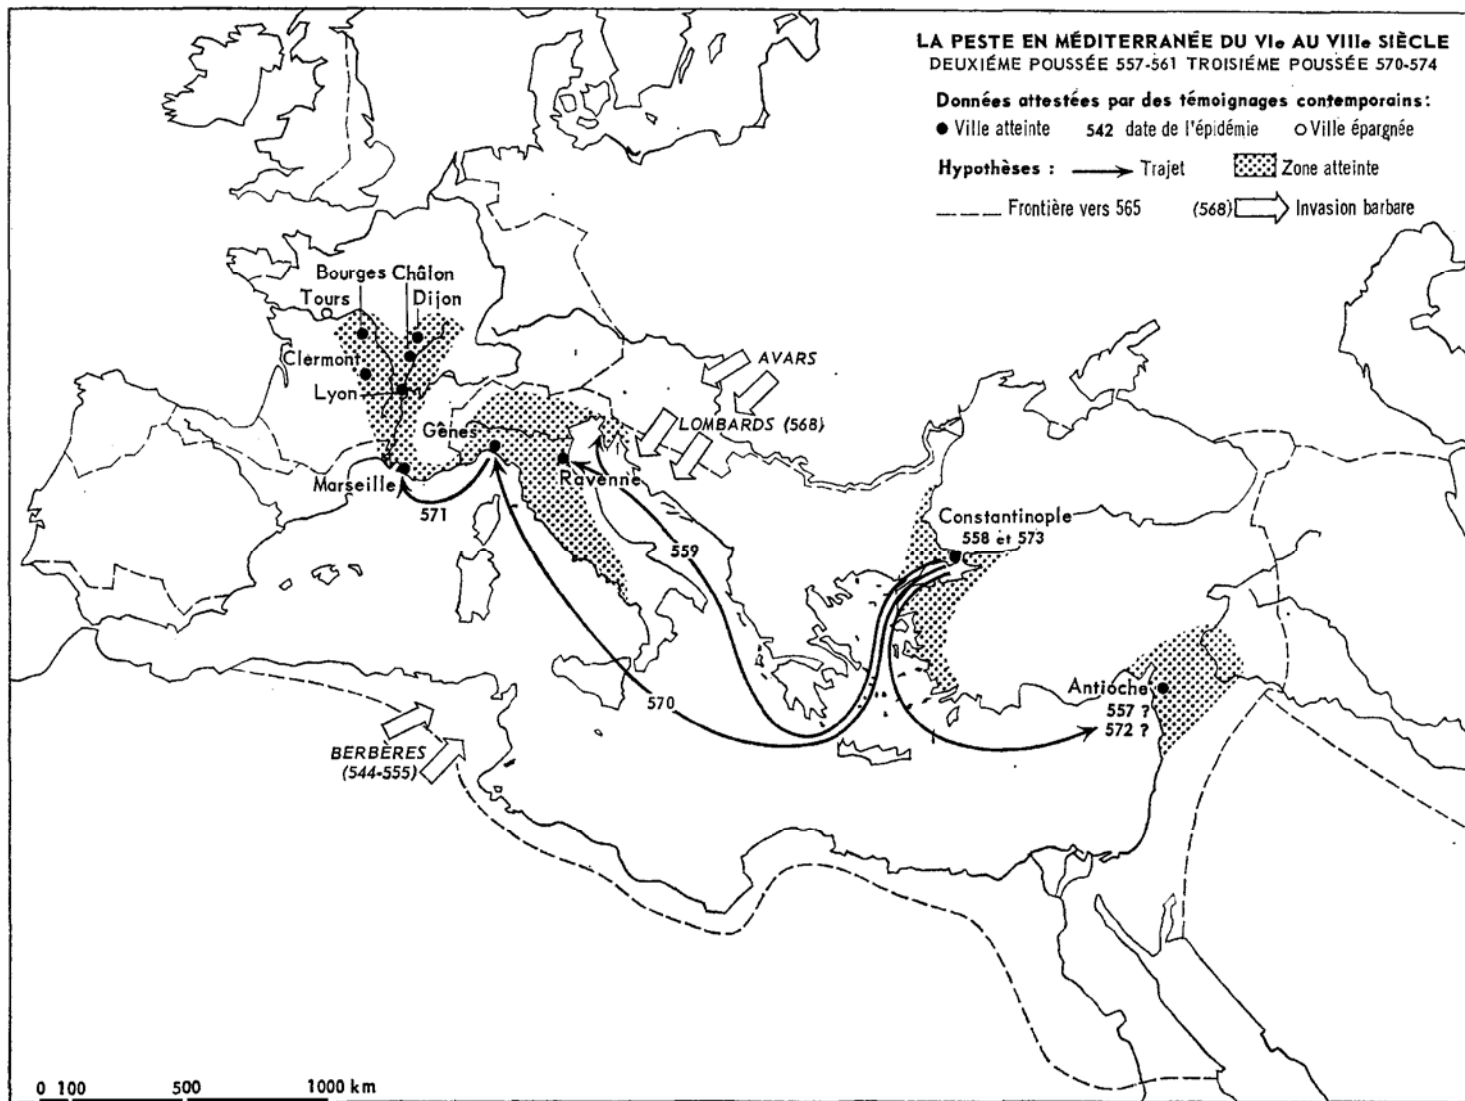 LA PESTE EN MÉDITERRANÉE DU VIe AU VIIIe SIÈCLE
DEUXIÉME POUSSÉE 557-561 TROISIÉME POUSSÉE 570-574
Données attestées par des témoignages contemporains:
Ville atteinte 542 date de l'épidémie Ville épargnée
Hypothèses : Trajet Zone atteinte
Frontière vers 565 (568) Invasion barbare
Bourges Châlon
Tours Dijon
Clermont
Lyon
AVARS
LOMBARDS (568)
Gênes
Ravenne
Marseille
571
Constantinople
558 et 573
559
Antioche
557 ?
572 ?
570
BERBÈRES
(544-555)
0 100 500 1000 km